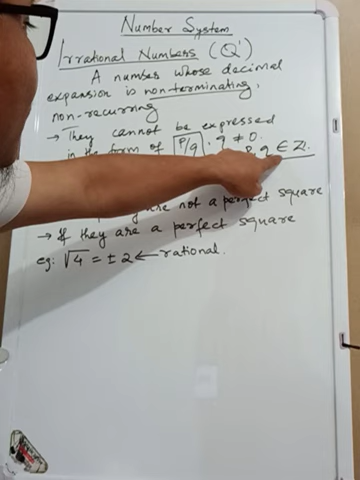 Number System
Irrational Numbers (Q')
A number whose decimal
expansion is non-terminating,
non-recurring
→ They cannot be expressed
in the form of P/q, q ≠ 0.
P, q ∈ Z.
are not a perfect square
→ If they are a perfect square
eg: √4 = ± 2 ← rational.